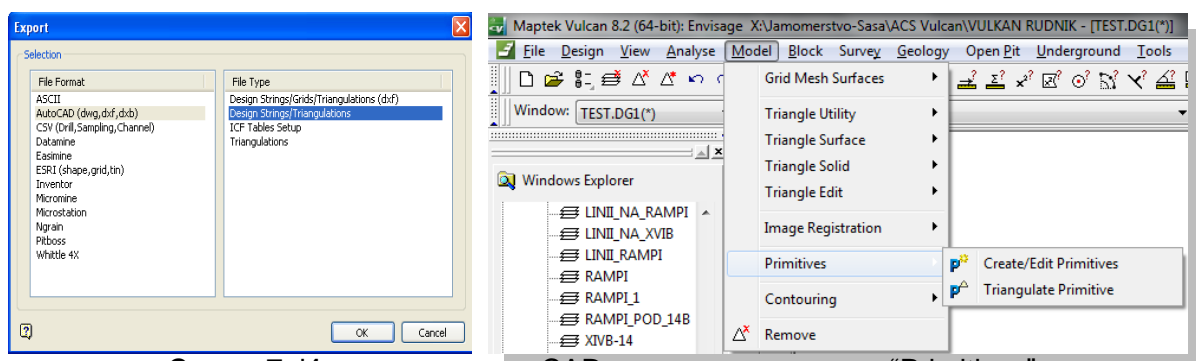 Export
Selection
File Format
ASCII
AutoCAD (dwg,dxf,dxb)
CSV (Drill,Sampling,Channel)
Datamine
Easimine
ESRI (shape,grid,tin)
Inventor
Micromine
Microstation
Ngrain
Pitboss
Whittle 4X
File Type
Design Strings/Grids/Triangulations (dxf)
Design Strings/Triangulations
ICF Tables Setup
Triangulations
OK
Cancel
Maptek Vulcan 8.2 (64-bit): Envisage X:\Jamomerstvo-Sasa\ACS Vulcan\VULKAN RUDNIK - [TEST.DG1(*)]
File Design View Analyse Model Block Survey Geology Open Pit Underground Tools
Window: TEST.DG1(*)
Windows Explorer
LINII_NA_RAMPI
LINII_NA_XVIB
LINII_RAMPI
RAMPI
RAMPI_1
RAMPI_POD_14B
XIVB-14
Grid Mesh Surfaces
Triangle Utility
Triangle Surface
Triangle Solid
Triangle Edit
Image Registration
Primitives
Contouring
Remove
Create/Edit Primitives
Triangulate Primitive